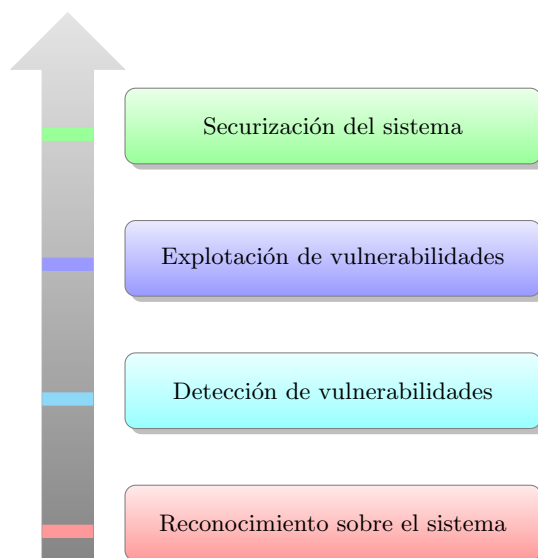 Securización del sistema
Explotación de vulnerabilidades
Detección de vulnerabilidades
Reconocimiento sobre el sistema